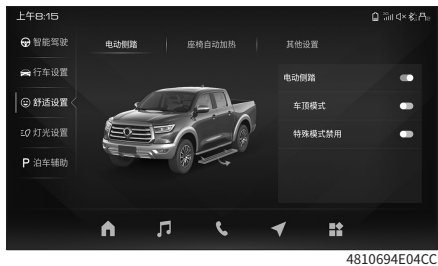 上午8:15
智能驾驶
电动侧踏 座椅自动加热 其他设置
行车设置
电动侧踏
舒适设置
车顶模式
灯光设置
特殊模式禁用
P 泊车辅助
4810694E04CC